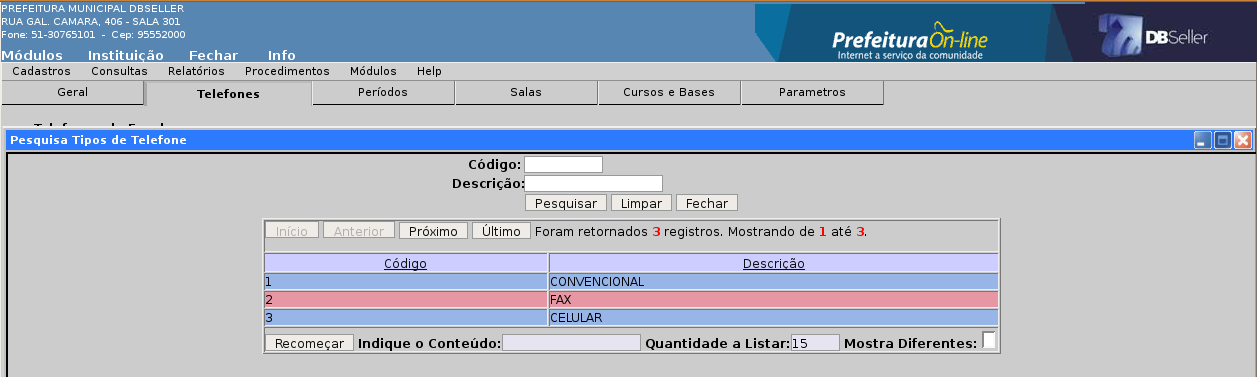 PREFEITURA MUNICIPAL DBSELLER
RUA GAL. CAMARA, 406 - SALA 301
Fone: 51-30765101 - Cep: 95552000
Prefeitura On-line
Internet a serviço da comunidade
DBSeller
Módulos Instituição Fechar Info
Cadastros Consultas Relatórios Procedimentos Módulos Help
Geral Telefones Períodos Salas Cursos e Bases Parametros
Pesquisa Tipos de Telefone
Código:
Descrição:
Pesquisar Limpar Fechar
Início Anterior Próximo Último Foram retornados 3 registros. Mostrando de 1 até 3.
Código Descrição
1 CONVENCIONAL
2 FAX
3 CELULAR
Recomeçar Indique o Conteúdo: Quantidade a Listar: 15 Mostra Diferentes: